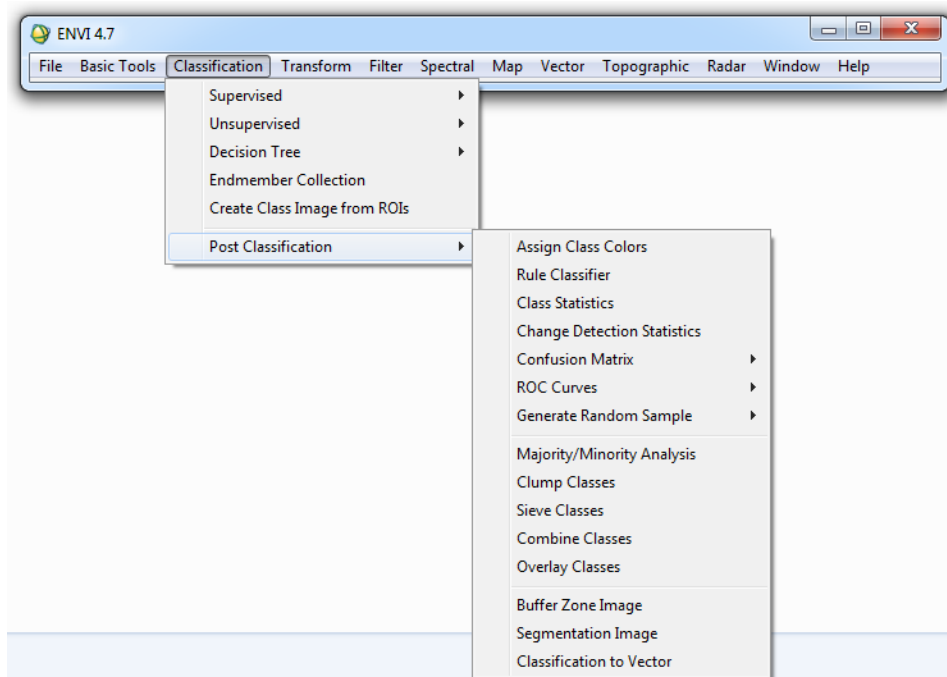 ENVI 4.7
File Basic Tools Classification Transform Filter Spectral Map Vector Topographic Radar Window Help
Supervised
Unsupervised
Decision Tree
Endmember Collection
Create Class Image from ROIs
Post Classification
Assign Class Colors
Rule Classifier
Class Statistics
Change Detection Statistics
Confusion Matrix
ROC Curves
Generate Random Sample
Majority/Minority Analysis
Clump Classes
Sieve Classes
Combine Classes
Overlay Classes
Buffer Zone Image
Segmentation Image
Classification to Vector